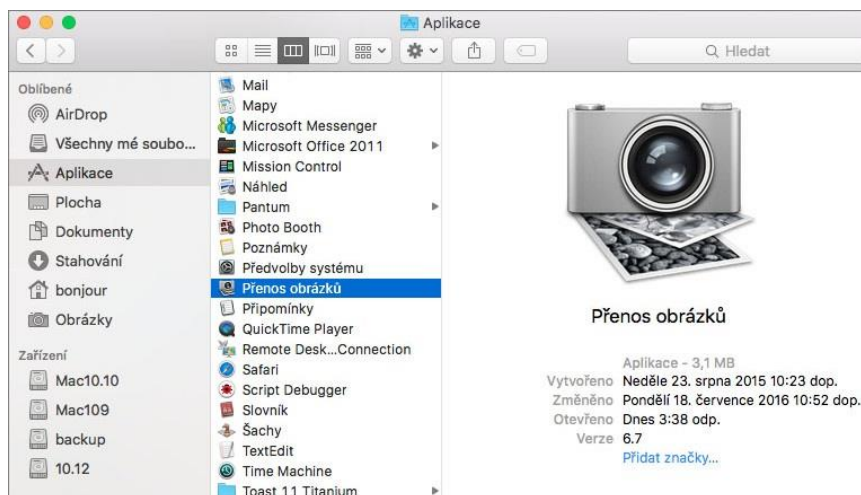 Aplikace
Hledat
Oblíbené
AirDrop
Všechny mé soubo...
Aplikace
Plocha
Dokumenty
Stahování
bonjour
Obrázky
Zařízení
Mac10.10
Mac109
backup
10.12
Mail
Mapy
Microsoft Messenger
Microsoft Office 2011
Mission Control
Náhled
Pantum
Photo Booth
Poznámky
Předvolby systému
Přenos obrázků
Připomínky
QuickTime Player
Remote Desk...Connection
Safari
Script Debugger
Slovník
Šachy
TextEdit
Time Machine
Toast 11 Titanium
Přenos obrázků
Aplikace – 3,1 MB
Vytvořeno Neděle 23. srpna 2015 10:23 dop.
Změněno Pondělí 18. července 2016 10:52 dop.
Otevřeno Dnes 3:38 odp.
Verze 6.7
Přidat značky...